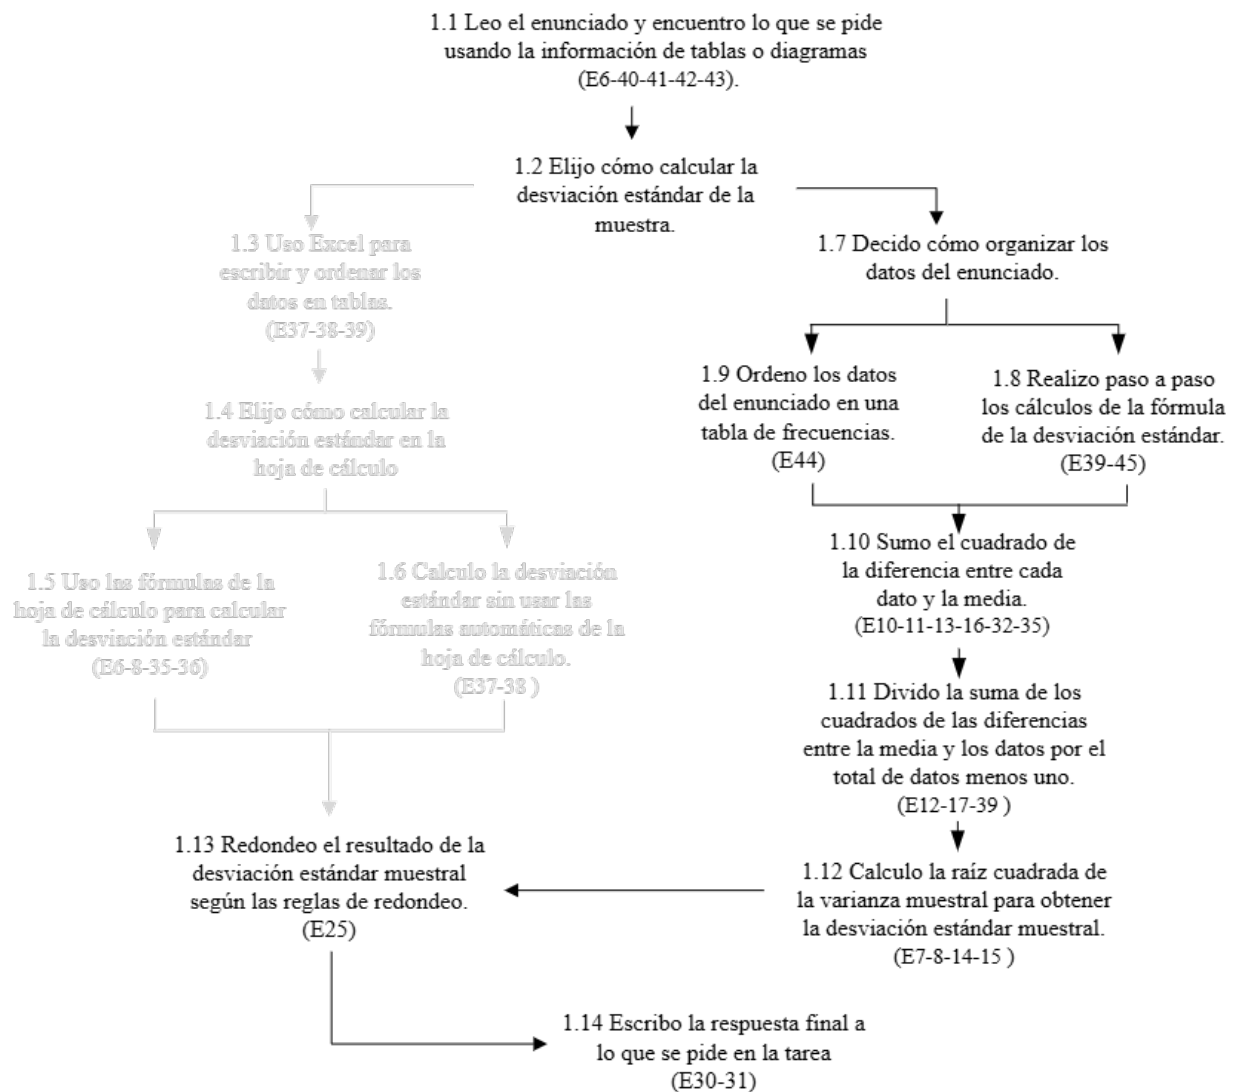 1.1 Leo el enunciado y encuentro lo que se pide
usando la información de tablas o diagramas
(E6-40-41-42-43).
1.2 Elijo cómo calcular la
desviación estándar de la
muestra.
1.3 Uso Excel para
escribir y ordenar los
datos en tablas.
(E37-38-39)
1.4 Elijo cómo calcular la
desviación estándar en la
hoja de cálculo
1.5 Uso las fórmulas de la
hoja de cálculo para calcular
la desviación estándar
(E6-8-35-36)
1.6 Calculo la desviación
estándar sin usar las
fórmulas automáticas de la
hoja de cálculo.
(E37-38 )
1.7 Decido cómo organizar los
datos del enunciado.
1.9 Ordeno los datos
del enunciado en una
tabla de frecuencias.
(E44)
1.8 Realizo paso a paso
los cálculos de la fórmula
de la desviación estándar.
(E39-45)
1.10 Sumo el cuadrado de
la diferencia entre cada
dato y la media.
(E10-11-13-16-32-35)
1.11 Divido la suma de los
cuadrados de las diferencias
entre la media y los datos por el
total de datos menos uno.
(E12-17-39 )
1.12 Calculo la raíz cuadrada de
la varianza muestral para obtener
la desviación estándar muestral.
(E7-8-14-15 )
1.13 Redondeo el resultado de la
desviación estándar muestral
según las reglas de redondeo.
(E25)
1.14 Escribo la respuesta final a
lo que se pide en la tarea
(E30-31)